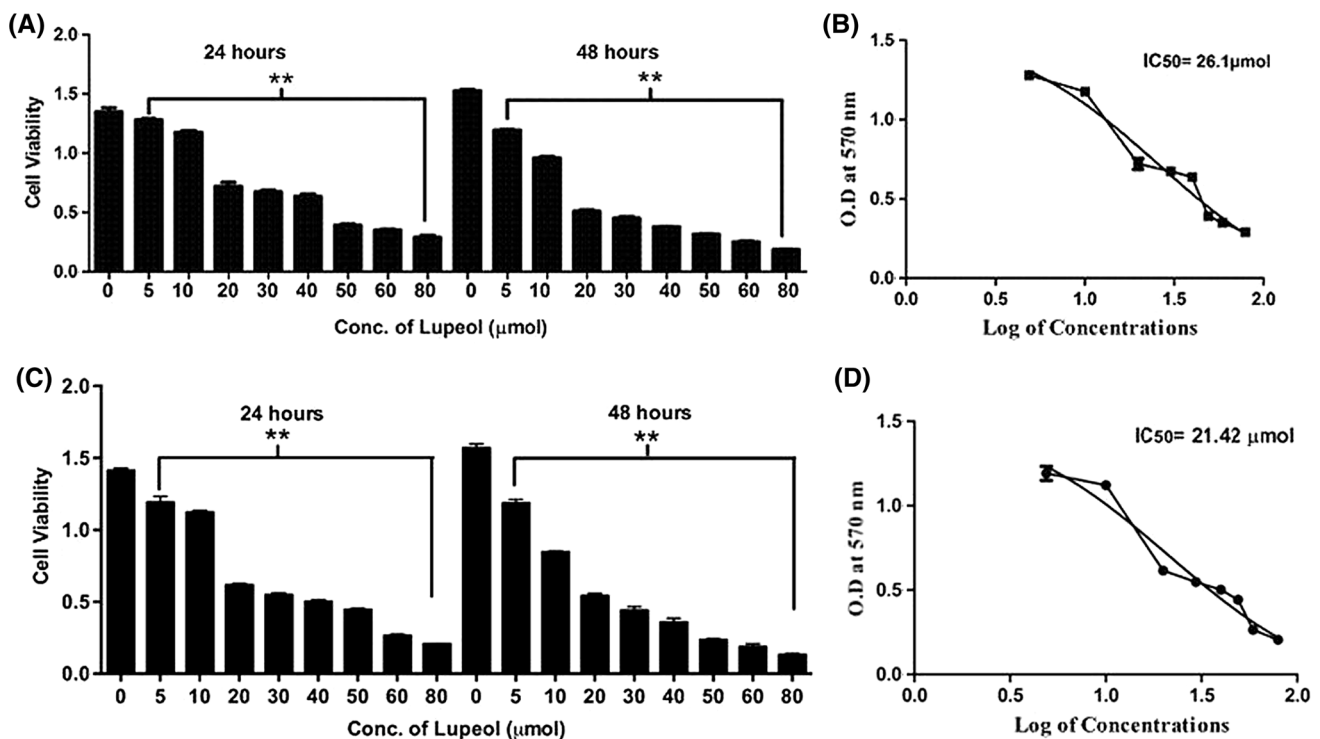 (A)
24 hours
48 hours
**
**
Cell Viability
2.0
1.5
1.0
0.5
0.0
0 5 10 20 30 40 50 60 80 0 5 10 20 30 40 50 60 80
Conc. of Lupeol (μmol)
(B)
IC50= 26.1μmol
O.D at 570 nm
1.5
1.0
0.5
0.0
0.0 0.5 1.0 1.5 2.0
Log of Concentrations
(C)
24 hours
48 hours
**
**
Cell Viability
2.0
1.5
1.0
0.5
0.0
0 5 10 20 30 40 50 60 80 0 5 10 20 30 40 50 60 80
Conc. of Lupeol (μmol)
(D)
IC50= 21.42 μmol
O.D at 570 nm
1.5
1.0
0.5
0.0
0.0 0.5 1.0 1.5 2.0
Log of Concentrations